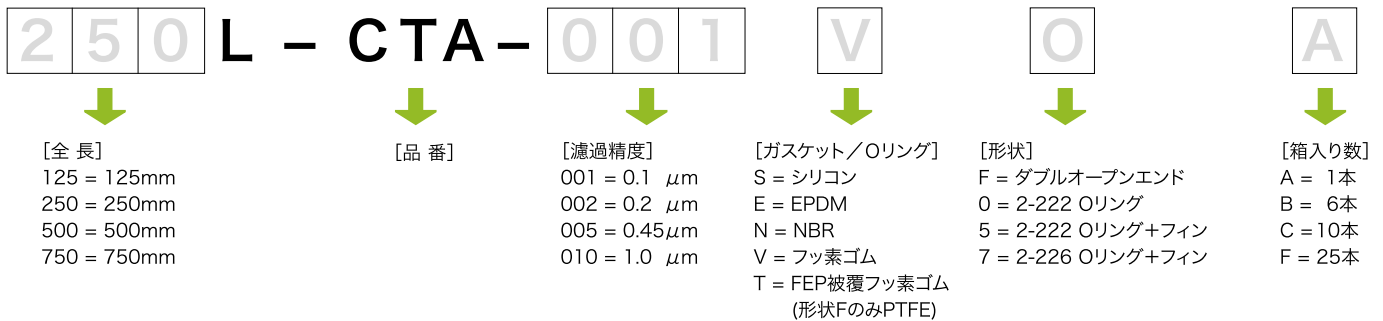 250L－CTA－001 V O A
[全 長]
125 = 125mm
250 = 250mm
500 = 500mm
750 = 750mm
[品 番]
[濾過精度]
001 = 0.1 μm
002 = 0.2 μm
005 = 0.45μm
010 = 1.0 μm
[ガスケット／Oリング]
S = シリコン
E = EPDM
N = NBR
V = フッ素ゴム
T = FEP被覆フッ素ゴム
(形状FのみPTFE)
[形状]
F = ダブルオープンエンド
0 = 2-222 Oリング
5 = 2-222 Oリング＋フィン
7 = 2-226 Oリング＋フィン
[箱入り数]
A = 1本
B = 6本
C =10本
F = 25本